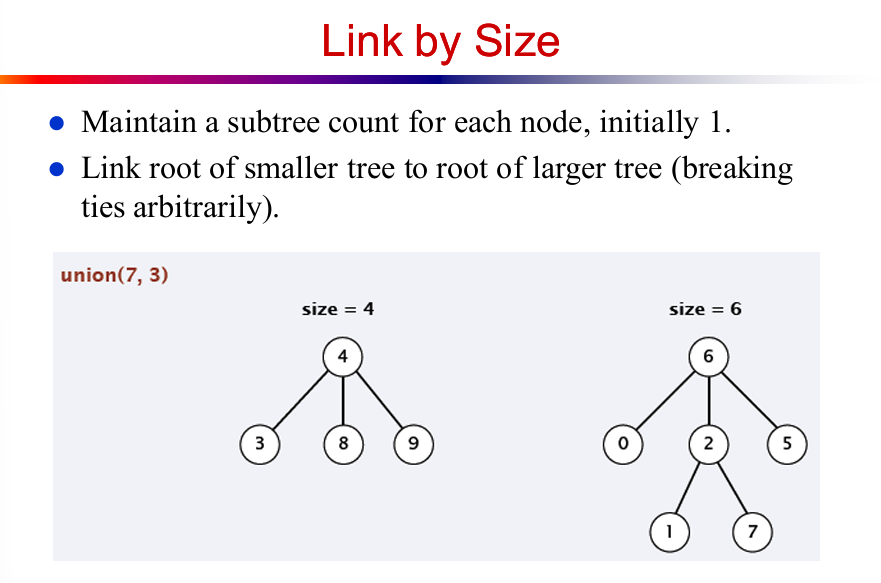 Link by Size
Maintain a subtree count for each node, initially 1.
Link root of smaller tree to root of larger tree (breaking
ties arbitrarily).
union(7, 3)
size = 4
size = 6
4
6
3 8 9
0 2 5
1 7